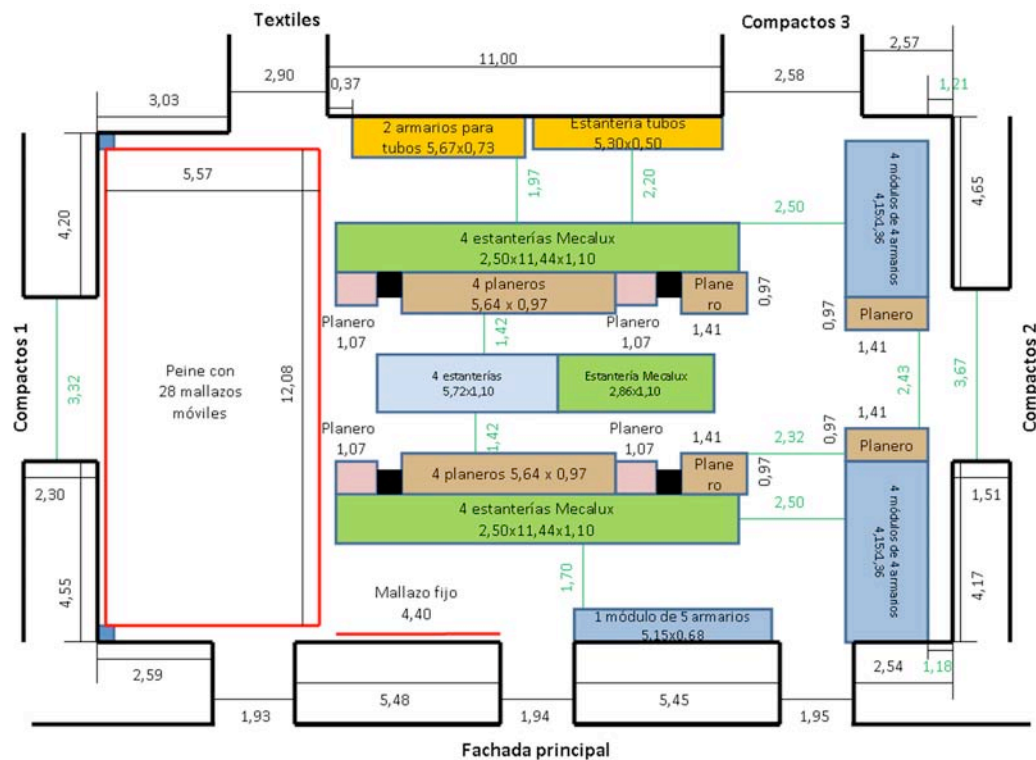 Textiles
Compactos 3
2,57
11,00
2,90
0,37
2,58
1,21
3,03
2 armarios para
tubos 5,67x0,73
Estantería tubos
5,30x0,50
5,57
4,20
1,97
2,20
4 módulos de 4 armarios
4,15x1,36
4,65
2,50
4 estanterías Mecalux
2,50x11,44x1,10
4 planeros
5,64 x 0,97
Plane
ro
0,97
0,97
Planero
Planero
1,07
1,42
Planero
1,07
1,41
1,41
Compactos 1
3,32
Peine con
28 mallazos
móviles
12,08
4 estanterías
5,72x1,10
Estantería Mecalux
2,86x1,10
2,43
3,67
Compactos 2
1,41
Planero
1,07
1,42
Planero
1,07
1,41
2,32
0,97
Planero
4 planeros 5,64 x 0,97
Plane
ro
0,97
2,30
1,51
4 estanterías Mecalux
2,50x11,44x1,10
2,50
4 módulos de 4 armarios
4,15x1,36
4,55
1,70
4,17
Mallazo fijo
4,40
1 módulo de 5 armarios
5,15x0,68
2,59
2,54
1,18
5,48
5,45
1,93
1,94
1,95
Fachada principal